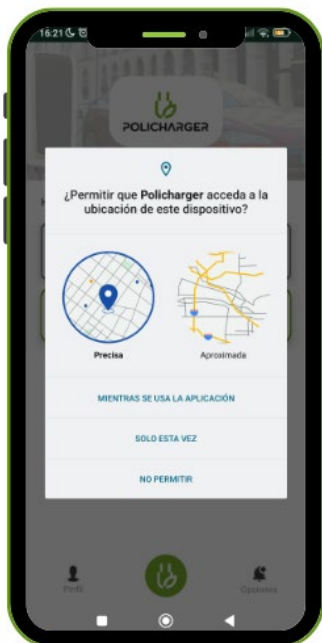 16:21
POLICHARGER
¿Permitir que Policharger acceda a la
ubicación de este dispositivo?
Precisa
Aproximada
MIENTRAS SE USA LA APLICACIÓN
SOLO ESTA VEZ
NO PERMITIR
Perfil
Opciones